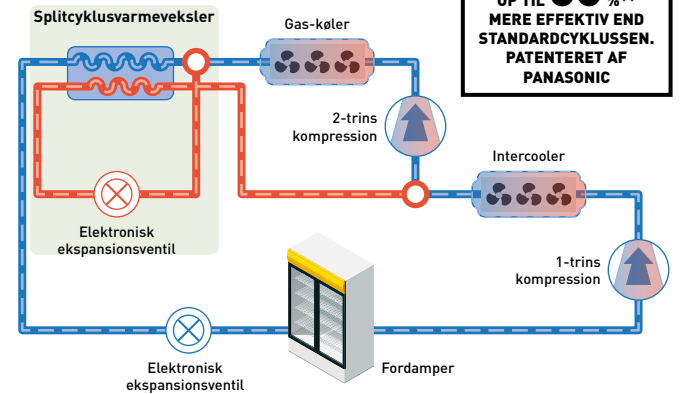 Splitcyklusvarmeveksler
Gas-køler
MERE EFFEKTIV END
STANDARDCYKLUSSEN.
PATENTERET AF
PANASONIC
2-trins
kompression
Intercooler
Elektronisk
ekspansionsventil
1-trins
kompression
Elektronisk
ekspansionsventil
Fordamper